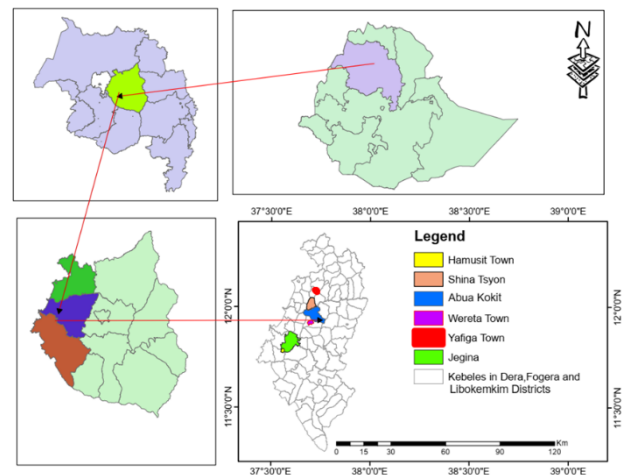 N
37°30'0"E 38°0'0"E 38°30'0"E 39°0'0"E
12°0'0"N
11°30'0"N
12°0'0"N
11°30'0"N
Legend
Hamusit Town
Shina Tsyon
Abua Kokit
Wereta Town
Yafiga Town
Jegina
Kebeles in Dera,Fogera and
Libokemkim Districts
Km
0 15 30 60 90 120
37°30'0"E 38°0'0"E 38°30'0"E 39°0'0"E